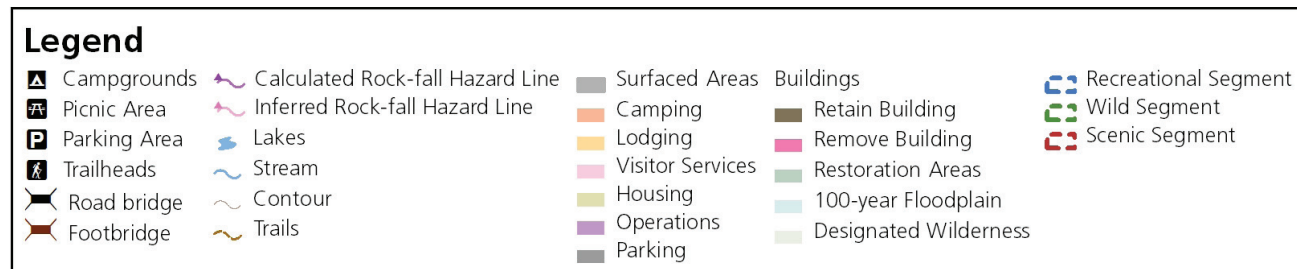 Legend
Campgrounds
Picnic Area
P Parking Area
Trailheads
Road bridge
Footbridge
Calculated Rock-fall Hazard Line
Inferred Rock-fall Hazard Line
Lakes
Stream
Contour
Trails
Surfaced Areas
Camping
Lodging
Visitor Services
Housing
Operations
Parking
Buildings
Retain Building
Remove Building
Restoration Areas
100-year Floodplain
Designated Wilderness
Recreational Segment
Wild Segment
Scenic Segment